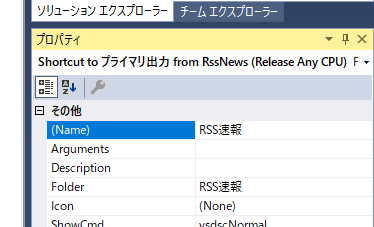 ソリューション エクスプローラー チーム エクスプローラー
プロパティ
Shortcut to プライマリ出力 from RssNews (Release Any CPU) F
その他
(Name) RSS速報
Arguments
Description
Folder RSS速報
Icon (None)
ShowCmd vsdscNormal